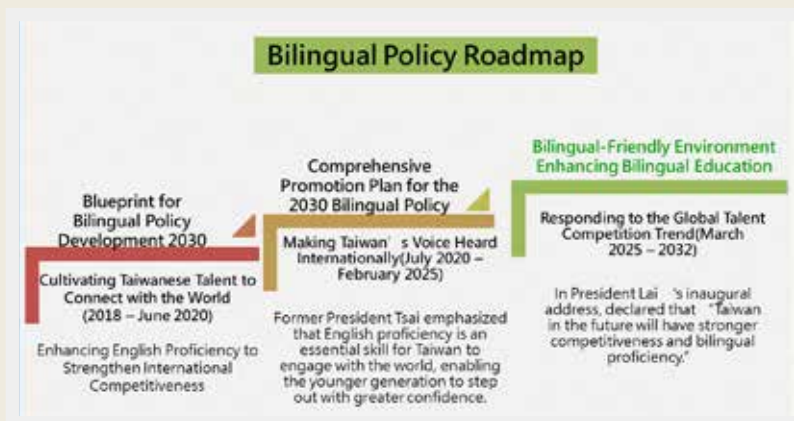 Bilingual Policy Roadmap
Blueprint for
Bilingual Policy
Development 2030
Cultivating Taiwanese Talent to
Connect with the World
(2018 – June 2020)
Enhancing English Proficiency to
Strengthen International
Competitiveness
Comprehensive
Promotion Plan for the
2030 Bilingual Policy
Making Taiwan' s Voice Heard
Internationally(July 2020 –
February 2025)
Former President Tsai emphasized
that English proficiency is an
essential skill for Taiwan to
engage with the world, enabling
the younger generation to step
out with greater confidence.
Bilingual-Friendly Environment
Enhancing Bilingual Education
Responding to the Global Talent
Competition Trend(March
2025 – 2032)
In President Lai 's inaugural
address, declared that "Taiwan
in the future will have stronger
competitiveness and bilingual
proficiency."